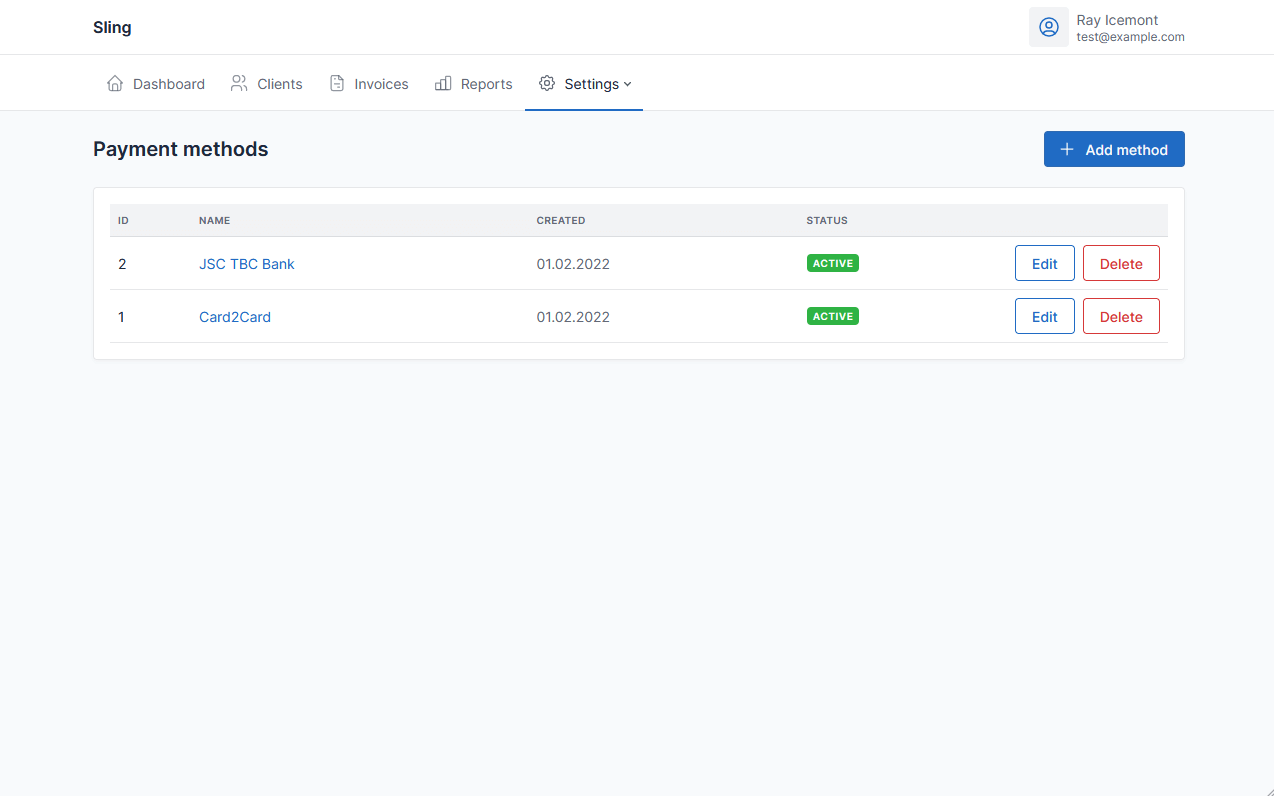 Sling
Ray Icemont
test@example.com
Dashboard Clients Invoices Reports Settings
Payment methods
Add method
ID NAME CREATED STATUS
2 JSC TBC Bank 01.02.2022 ACTIVE Edit Delete
1 Card2Card 01.02.2022 ACTIVE Edit Delete